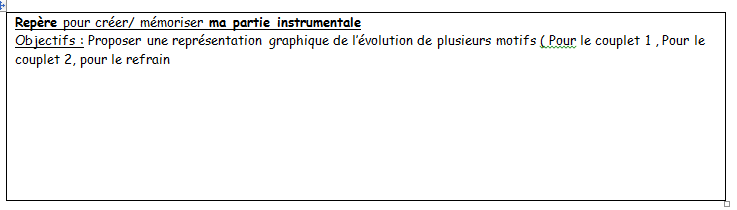 Repère pour créer/ mémoriser ma partie instrumentale
Objectifs : Proposer une représentation graphique de l'évolution de plusieurs motifs ( Pour le couplet 1 , Pour le
couplet 2, pour le refrain